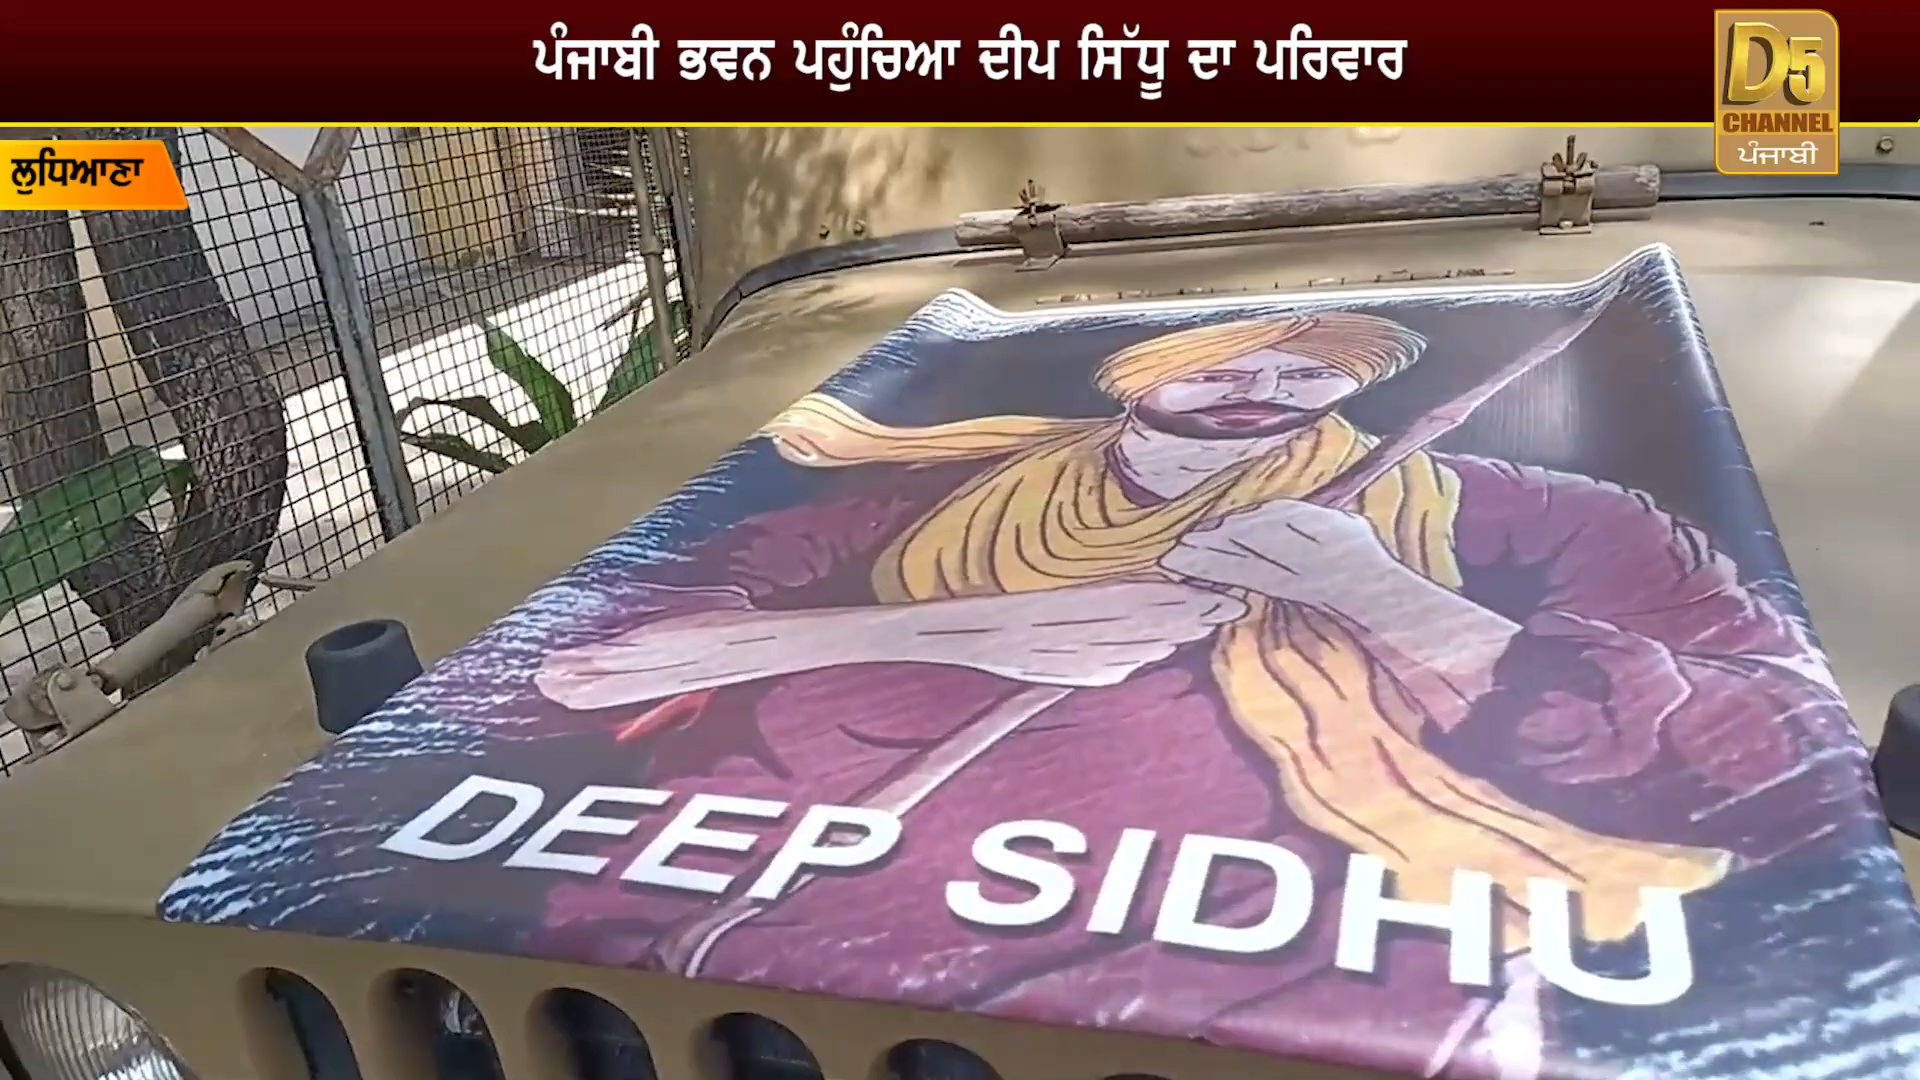 ਪੰਜਾਬੀ ਭਵਨ ਪਹੁੰਚਿਆ ਦੀਪ ਸਿੱਧੂ ਦਾ ਪਰਿਵਾਰ
D5
CHANNEL
ਪੰਜਾਬੀ
ਲੁਧਿਆਣਾ
DEEP SIDHU